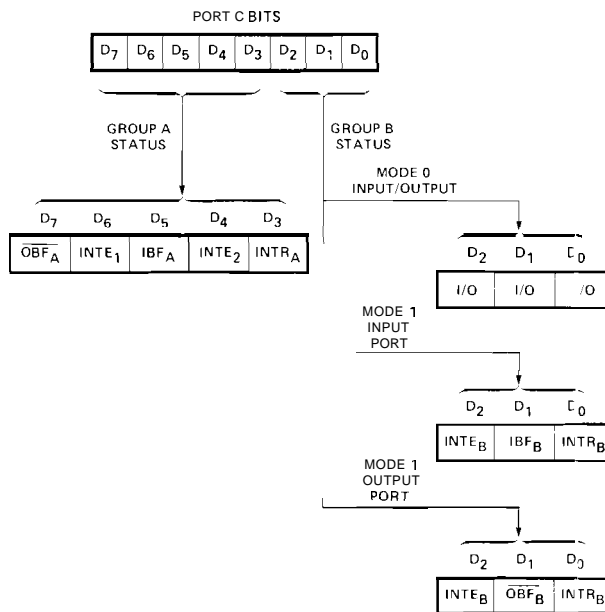 PORT C BITS
D7 D6 D5 D4 D3 D2 D1 D0
GROUP A
STATUS
GROUP B
STATUS
MODE 0
INPUT/OUTPUT
D7 D6 D5 D4 D3
OBFA INTE1 IBFA INTE2 INTRA
D2 D1 D0
I/O I/O /O
MODE 1
INPUT
PORT
D2 D1 D0
INTEB IBFB INTRB
MODE 1
OUTPUT
PORT
D2 D1 D0
INTEB OBFB INTRB